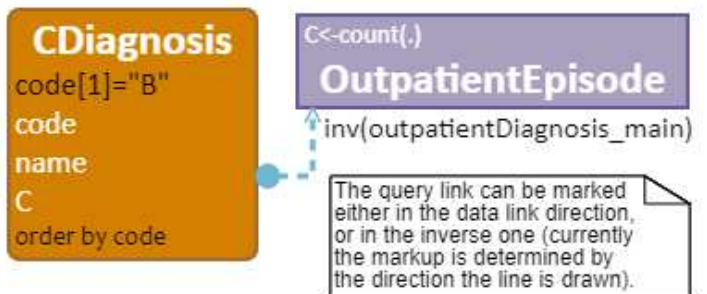 CDiagnosis
code[1]="B"
code
name
C
order by code
C<-count(.)
OutpatientEpisode
inv(outpatientDiagnosis_main)
The query link can be marked
either in the data link direction,
or in the inverse one (currently
the markup is determined by
the direction the line is drawn).